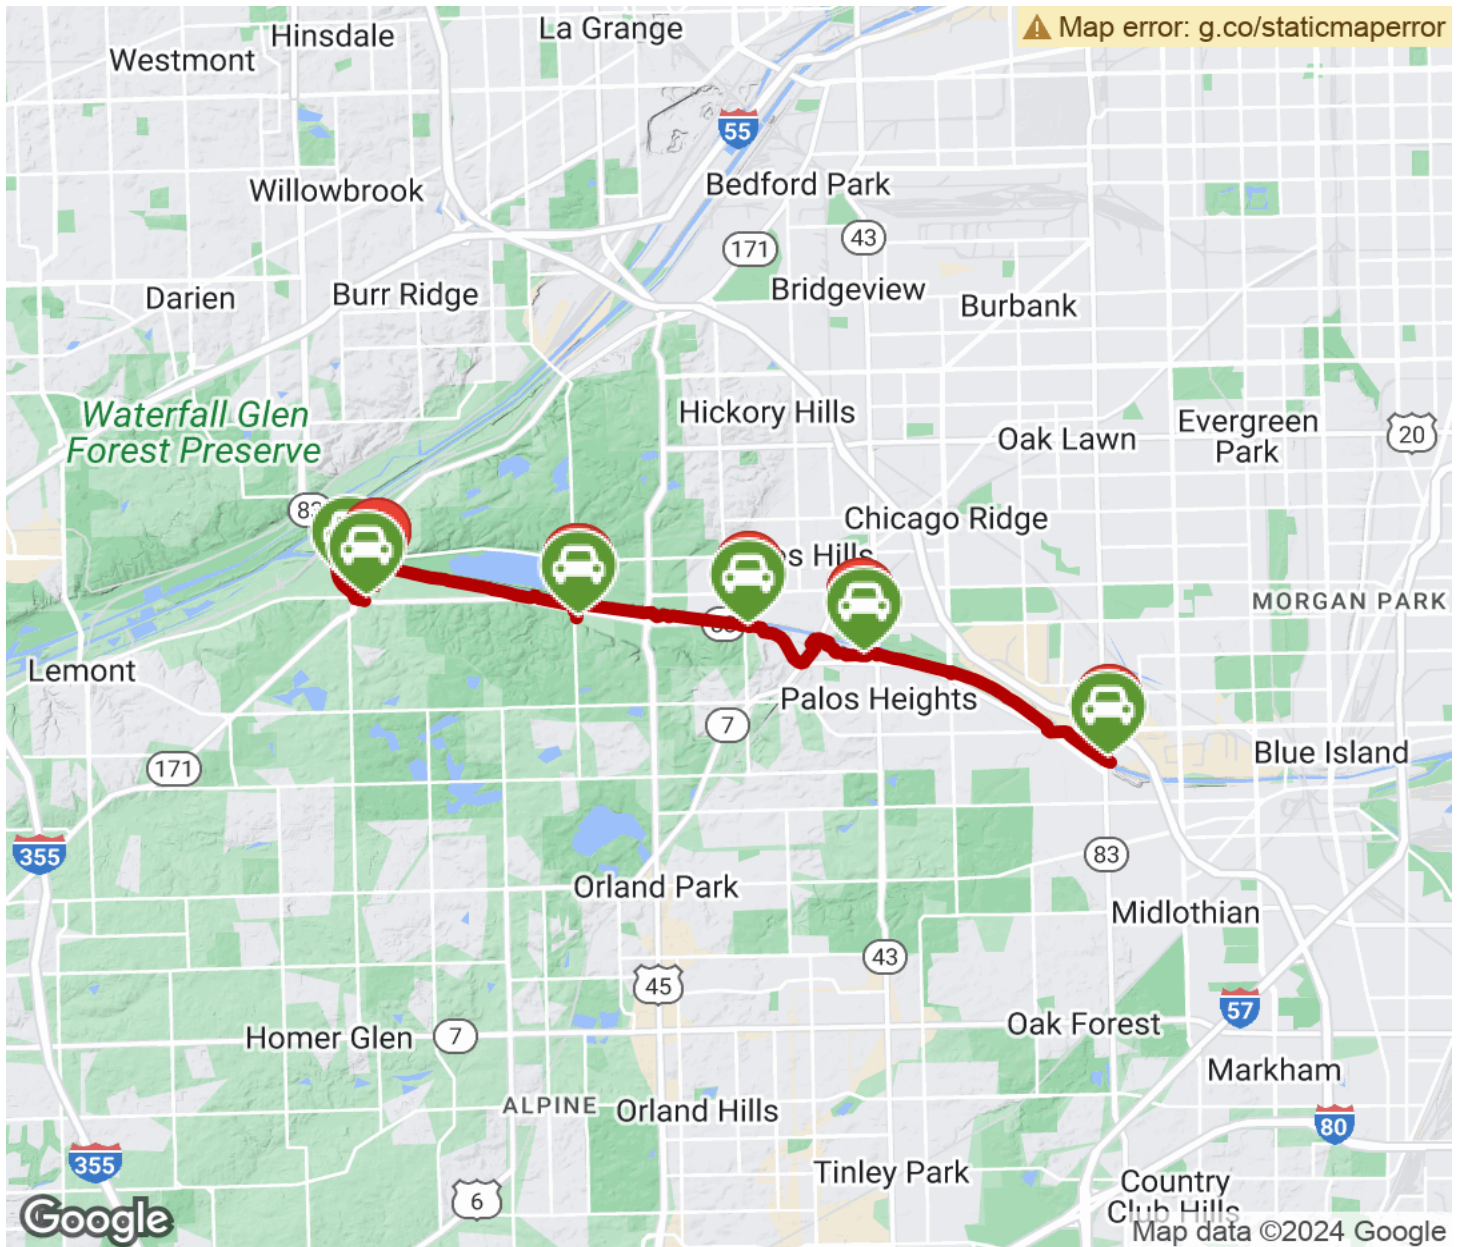 Hinsdale
La Grange
Map error: g.co/staticmaperror
Westmont
55
Willowbrook
Bedford Park
171
43
Darien
Burr Ridge
Bridgeview
Burbank
Waterfall Glen
Forest Preserve
Hickory Hills
Oak Lawn
Evergreen
Park
20
Chicago Ridge
Hills
MORGAN PARK
Lemont
Palos Heights
7
171
Blue Island
355
83
Orland Park
Midlothian
43
45
57
Homer Glen
7
Oak Forest
Markham
ALPINE
Orland Hills
80
355
Tinley Park
6
Country
Club Hills
Google
Map data ©2024 Google